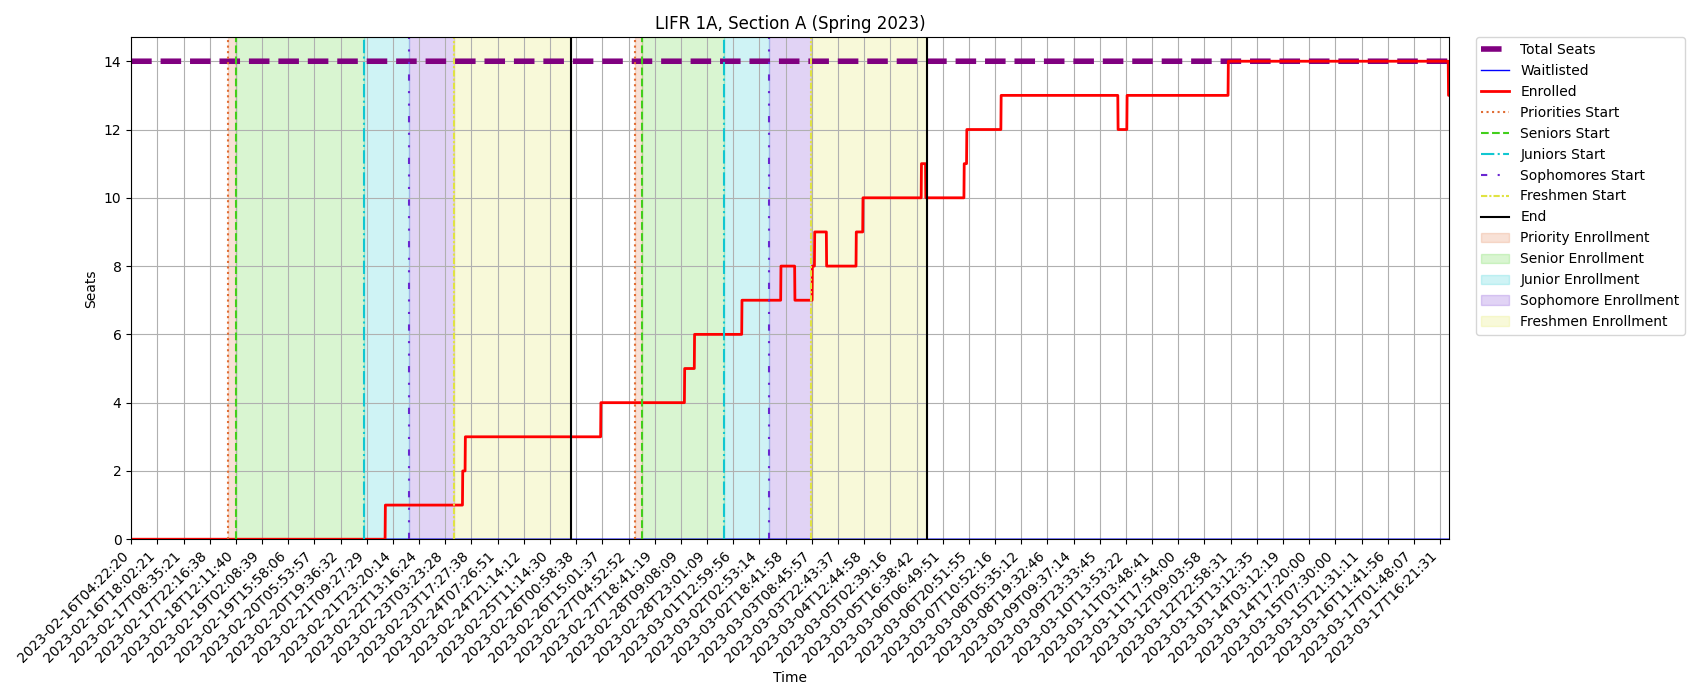 LIFR 1A, Section A (Spring 2023)
Seats
14
12
10
8
6
4
2
0
2023-02-16T04:22:20
2023-02-16T18:02:21
2023-02-17T08:35:21
2023-02-17T22:16:38
2023-02-18T12:11:40
2023-02-19T02:08:39
2023-02-19T15:58:06
2023-02-20T05:53:57
2023-02-20T19:36:32
2023-02-21T09:27:29
2023-02-21T23:20:14
2023-02-22T13:16:24
2023-02-23T03:23:28
2023-02-23T17:27:38
2023-02-24T07:26:51
2023-02-24T21:14:12
2023-02-25T11:14:30
2023-02-26T00:58:38
2023-02-26T15:01:37
2023-02-27T04:52:52
2023-02-27T18:41:19
2023-02-28T09:08:09
2023-02-28T23:01:09
2023-03-01T12:59:56
2023-03-02T02:53:14
2023-03-02T18:41:58
2023-03-03T08:45:57
2023-03-03T22:43:37
2023-03-04T12:44:58
2023-03-05T02:39:16
2023-03-05T16:38:42
2023-03-06T06:49:51
2023-03-06T20:51:55
2023-03-07T10:52:16
2023-03-08T05:35:12
2023-03-08T19:32:46
2023-03-09T09:37:14
2023-03-09T23:33:45
2023-03-10T13:53:22
2023-03-11T03:48:41
2023-03-11T17:54:00
2023-03-12T09:03:58
2023-03-12T22:58:31
2023-03-13T13:12:35
2023-03-14T03:12:19
2023-03-14T17:20:00
2023-03-15T07:30:00
2023-03-15T21:31:11
2023-03-16T11:41:56
2023-03-17T01:48:07
2023-03-17T16:21:31
Time
Total Seats
Waitlisted
Enrolled
Priorities Start
Seniors Start
Juniors Start
Sophomores Start
Freshmen Start
End
Priority Enrollment
Senior Enrollment
Junior Enrollment
Sophomore Enrollment
Freshmen Enrollment